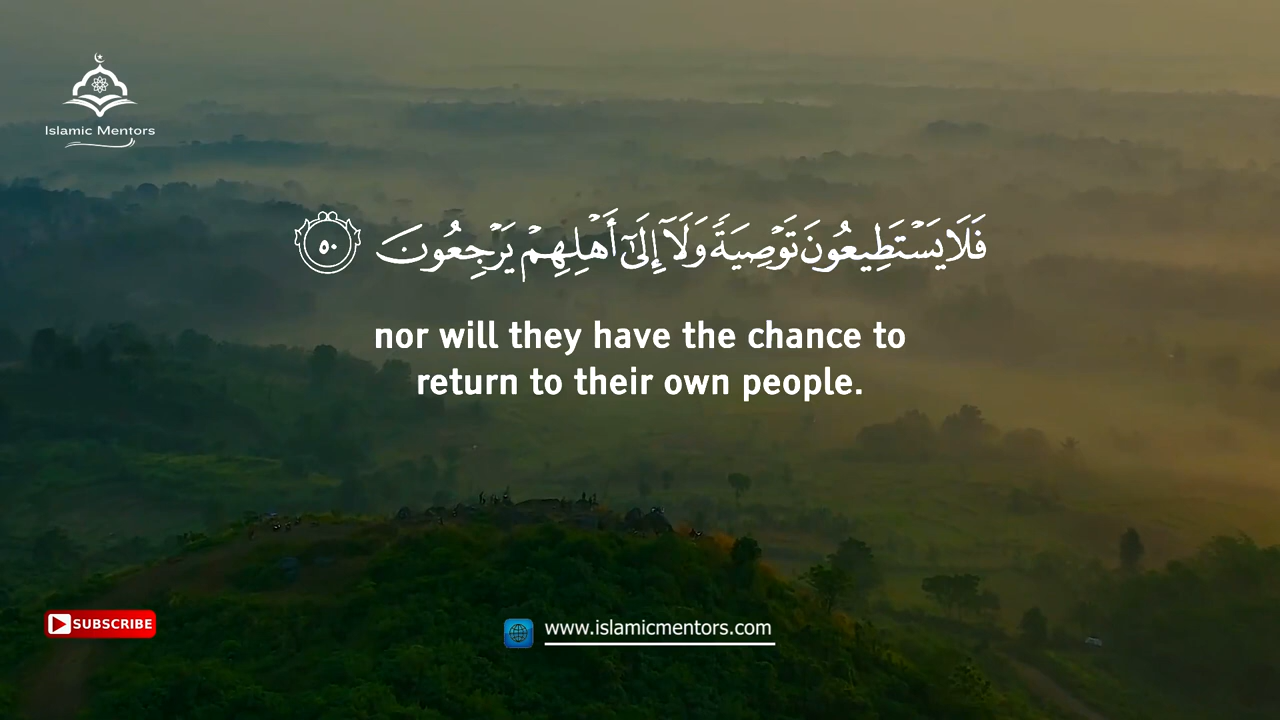 Islamic Mentors
فَلَا يَسْتَطِيعُونَ تَوْصِيَةً وَلَآ إِلَىٰٓ أَهْلِهِمْ يَرْجِعُونَ ٥٠
nor will they have the chance to
return to their own people.
SUBSCRIBE
www.islamicmentors.com